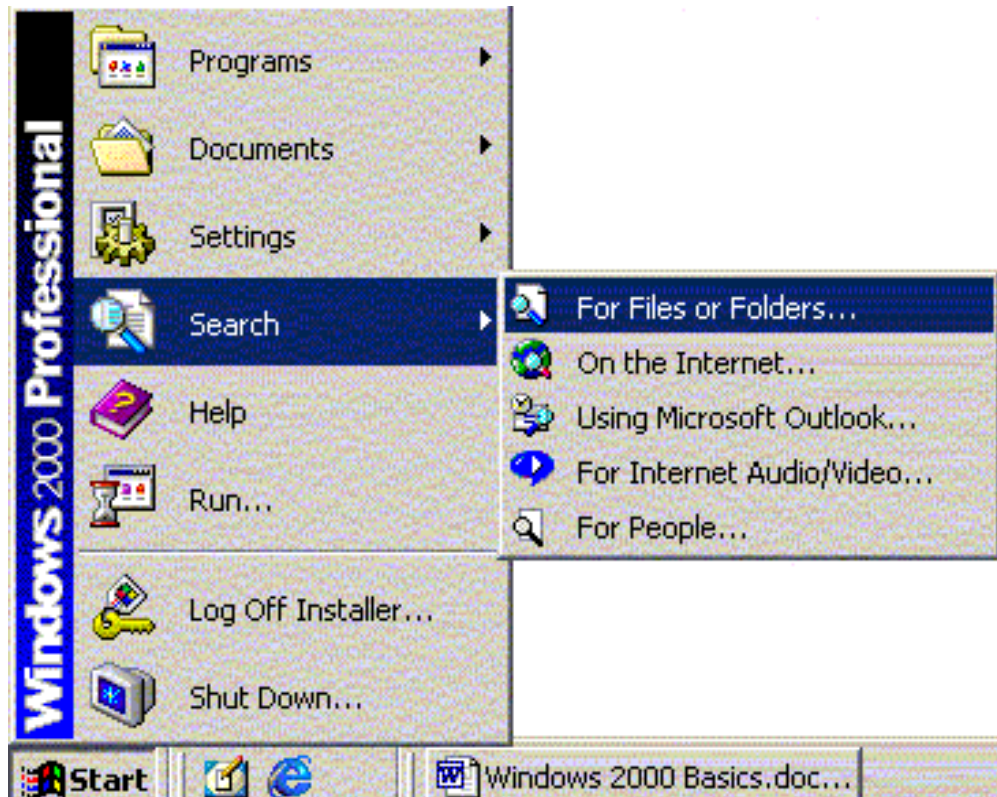 Windows 2000 Professional
Programs
Documents
Settings
Search
Help
Run...
Log Off Installer...
Shut Down...
For Files or Folders...
On the Internet...
Using Microsoft Outlook...
For Internet Audio/Video...
For People...
Start
Windows 2000 Basics.doc...